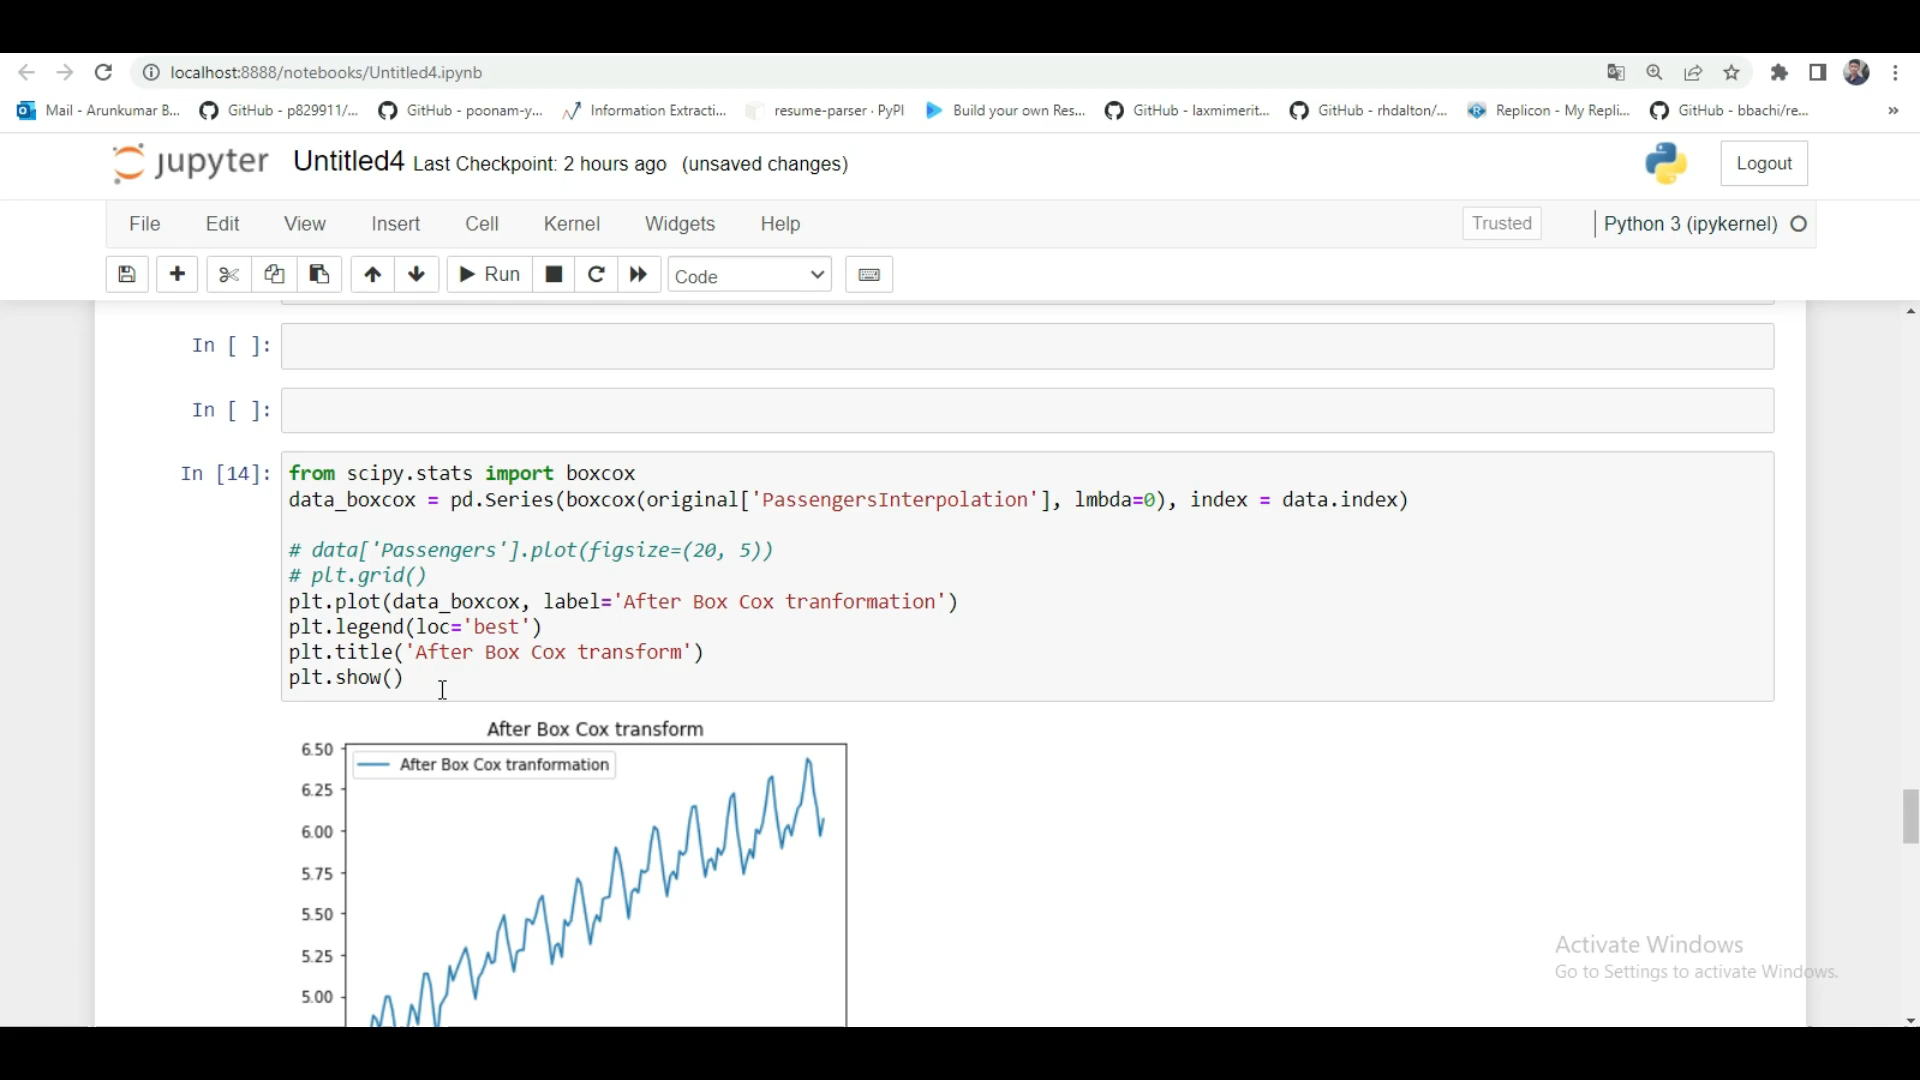 localhost:8888/notebooks/Untitled4.ipynb
Mail - Arunkumar B... GitHub - p829911/... GitHub - poonam-y... Information Extracti... resume-parser · PyPI Build your own Res... GitHub - laxmimerit... GitHub - rhdalton/... Replicon - My Repli... GitHub - bbachi/re... »
jupyter Untitled4 Last Checkpoint: 2 hours ago (unsaved changes) Logout
File Edit View Insert Cell Kernel Widgets Help Trusted Python 3 (ipykernel)
Run Code
In [ ]:
In [ ]:
In [14]: from scipy.stats import boxcox
data_boxcox = pd.Series(boxcox(original['PassengersInterpolation'], lmbda=0), index = data.index)
# data['Passengers'].plot(figsize=(20, 5))
# plt.grid()
plt.plot(data_boxcox, label='After Box Cox tranformation')
plt.legend(loc='best')
plt.title('After Box Cox transform')
plt.show()
After Box Cox transform
6.50
After Box Cox tranformation
6.25
6.00
5.75
5.50
5.25
5.00
Activate Windows
Go to Settings to activate Windows.